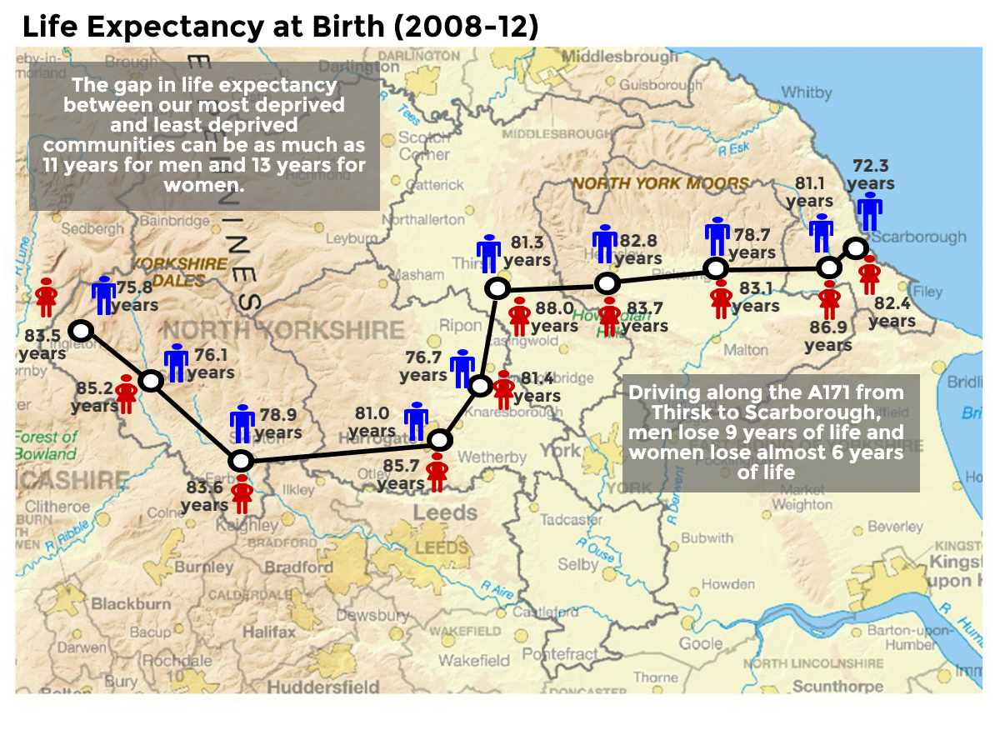 Life Expectancy at Birth (2008-12)
DARLINGTON
Middlesbrough
Brough
Darlington
Guisborough
The gap in life expectancy
between our most deprived
and least deprived
communities can be as much as
11 years for men and 13 years for
women.
R Tees
Whitby
Scotch
Corner
MIDDLESBROUGH
R Esk
Richmond
Catterick
NORTH YORK MOORS
72.3
years
81.1
years
Sedbergh
Bainbridge
Northallerton
Leyburn
Scarborough
R Lune
YORKSHIRE
DALES
81.3
years
82.8
years
78.7
years
Masham
75.8
years
88.0
years
83.7
years
83.1
years
Filey
82.4
years
86.9
years
83.5
years
NORTH YORKSHIRE
Ripon
Malton
76.1
years
76.7
years
81.4
years
85.2
years
Knaresborough
78.9
years
81.0
years
Harrogate
Driving along the A171 from
Thirsk to Scarborough,
men lose 9 years of life and
women lose almost 6 years
of life
Forest of
Bowland
York
Wetherby
85.7
years
83.6
years
Otley
Ilkley
YORK
R Derwent
Market
Weighton
CASHIRE
Clitheroe
Colne
Keighley
Leeds
Tadcaster
Beverley
BURN
R Ribble
BRADFORD
LEEDS
R Ouse
Bubwith
Burnley
Bradford
Selby
Howden
Blackburn
CALDERDALE
R Aire
Castleford
Dewsbury
Bacup
Halifax
WAKEFIELD
Goole
Barton-upon-
Humber
Darwen
Rochdale
Wakefield
Pontefract
NORTH LINCOLNSHIRE
Bury
Huddersfield
Thorne
Scunthorpe
DONCASTER